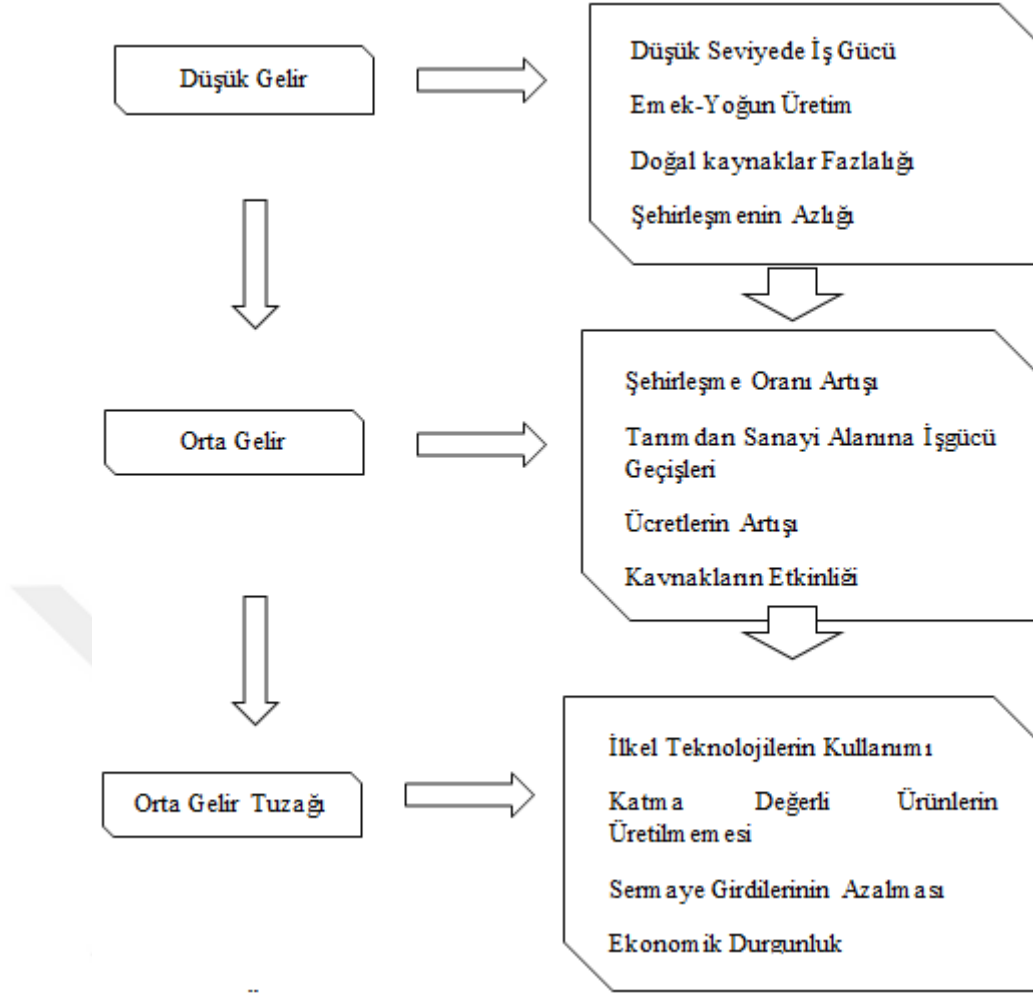 Düşük Gelir
Düşük Seviyede İş Gücü
Emek-Yoğun Üretim
Doğal kaynaklar Fazlalığı
Şehirleşmenin Azlığı
Orta Gelir
Şehirleşme Oranı Artışı
Tarımdan Sanayi Alanına İşgücü
Geçişleri
Ücretlerin Artışı
Kaynakların Etkinliği
Orta Gelir Tuzağı
İlkel Teknolojilerin Kullanımı
Katma Değerli Ürünlerin
Üretilmemesi
Sermaye Girdilerinin Azalması
Ekonomik Durgunluk